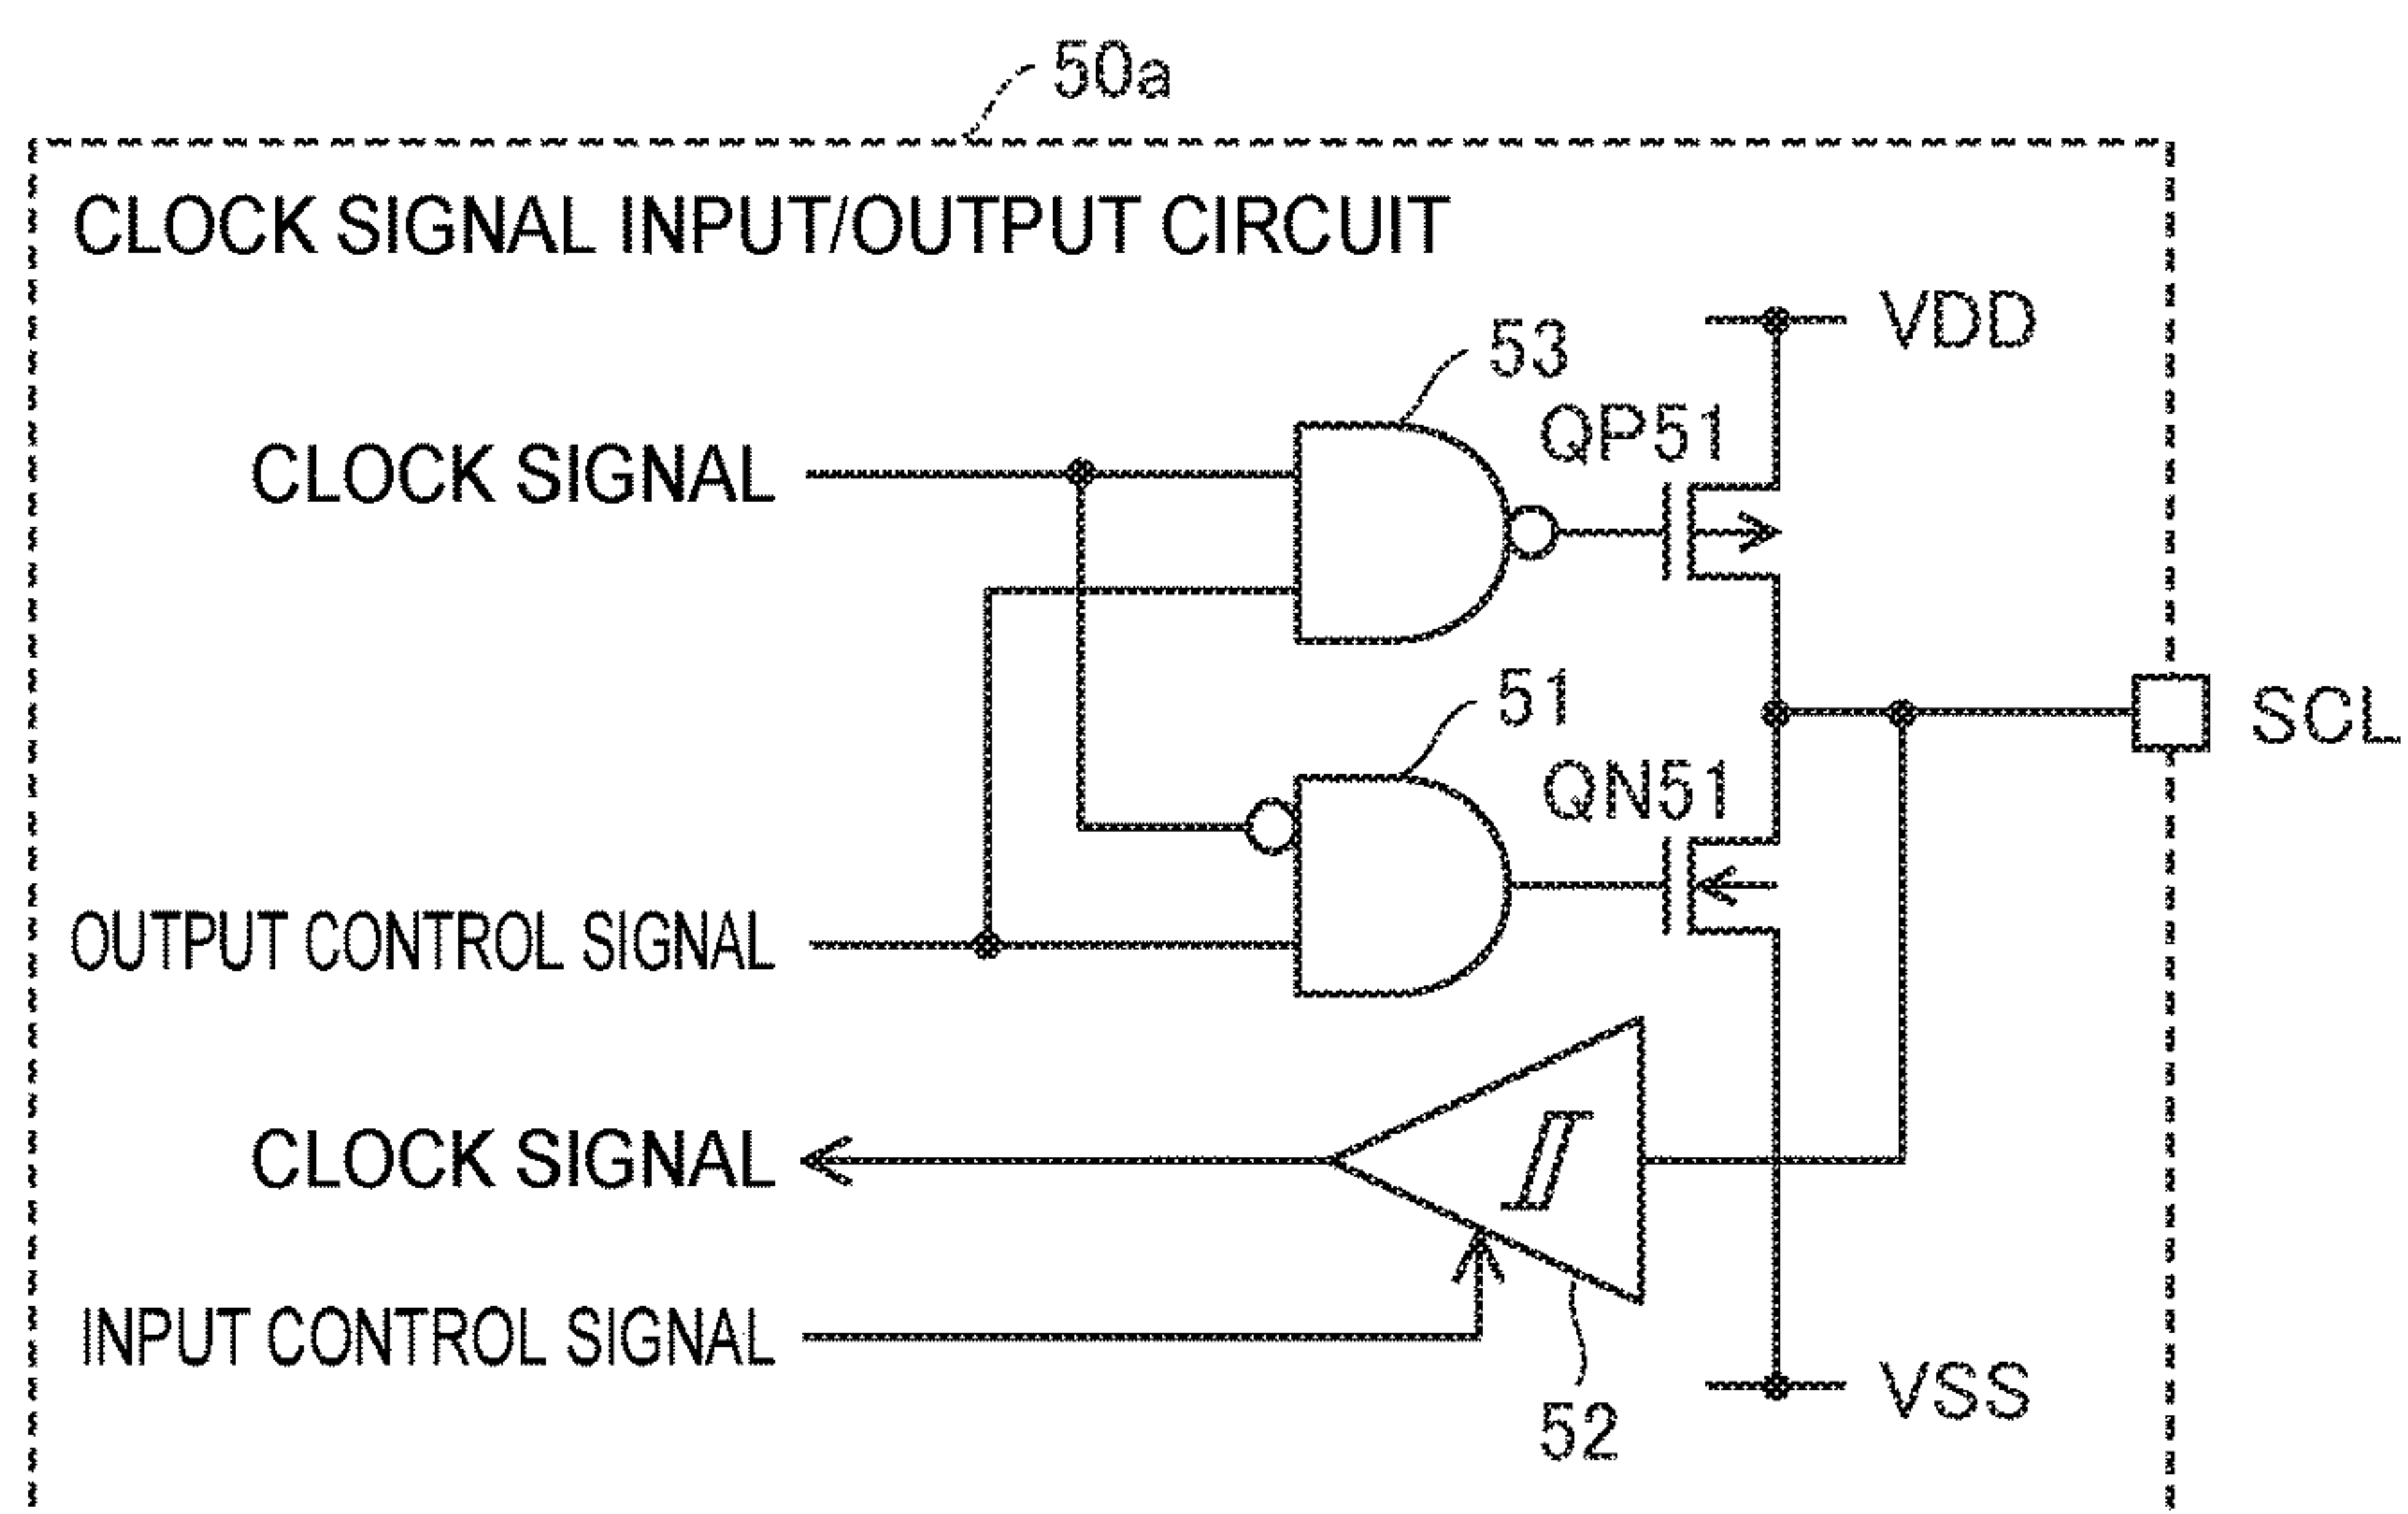 50a
CLOCK SIGNAL INPUT/OUTPUT CIRCUIT
VDD
53
QP51
CLOCK SIGNAL
51
SCL
QN51
OUTPUT CONTROL SIGNAL
CLOCK SIGNAL
INPUT CONTROL SIGNAL
VSS
52